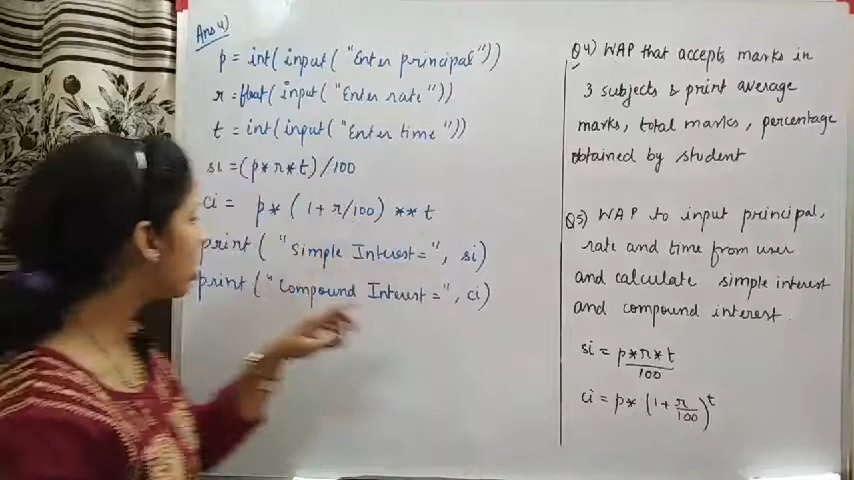 Ans 4)
p = int( input( "Enter principal"))
r = float( input( "Enter rate"))
t = int(input( "Enter time"))
si = (p* r* t) / 100
ci = p* ( 1 + r/100) ** t
print ( " Simple Interest= ", si)
print ( " Compound Interest = ", ci)
Q4) WAP that accepts marks in
3 subjects & print average
marks, total marks, percentage
obtained by student
Q5) WAP to input principal,
rate and time from user
and calculate simple interest
and compound interest.
si = p*r*t
100
ci = p* (1 + r/100)^t